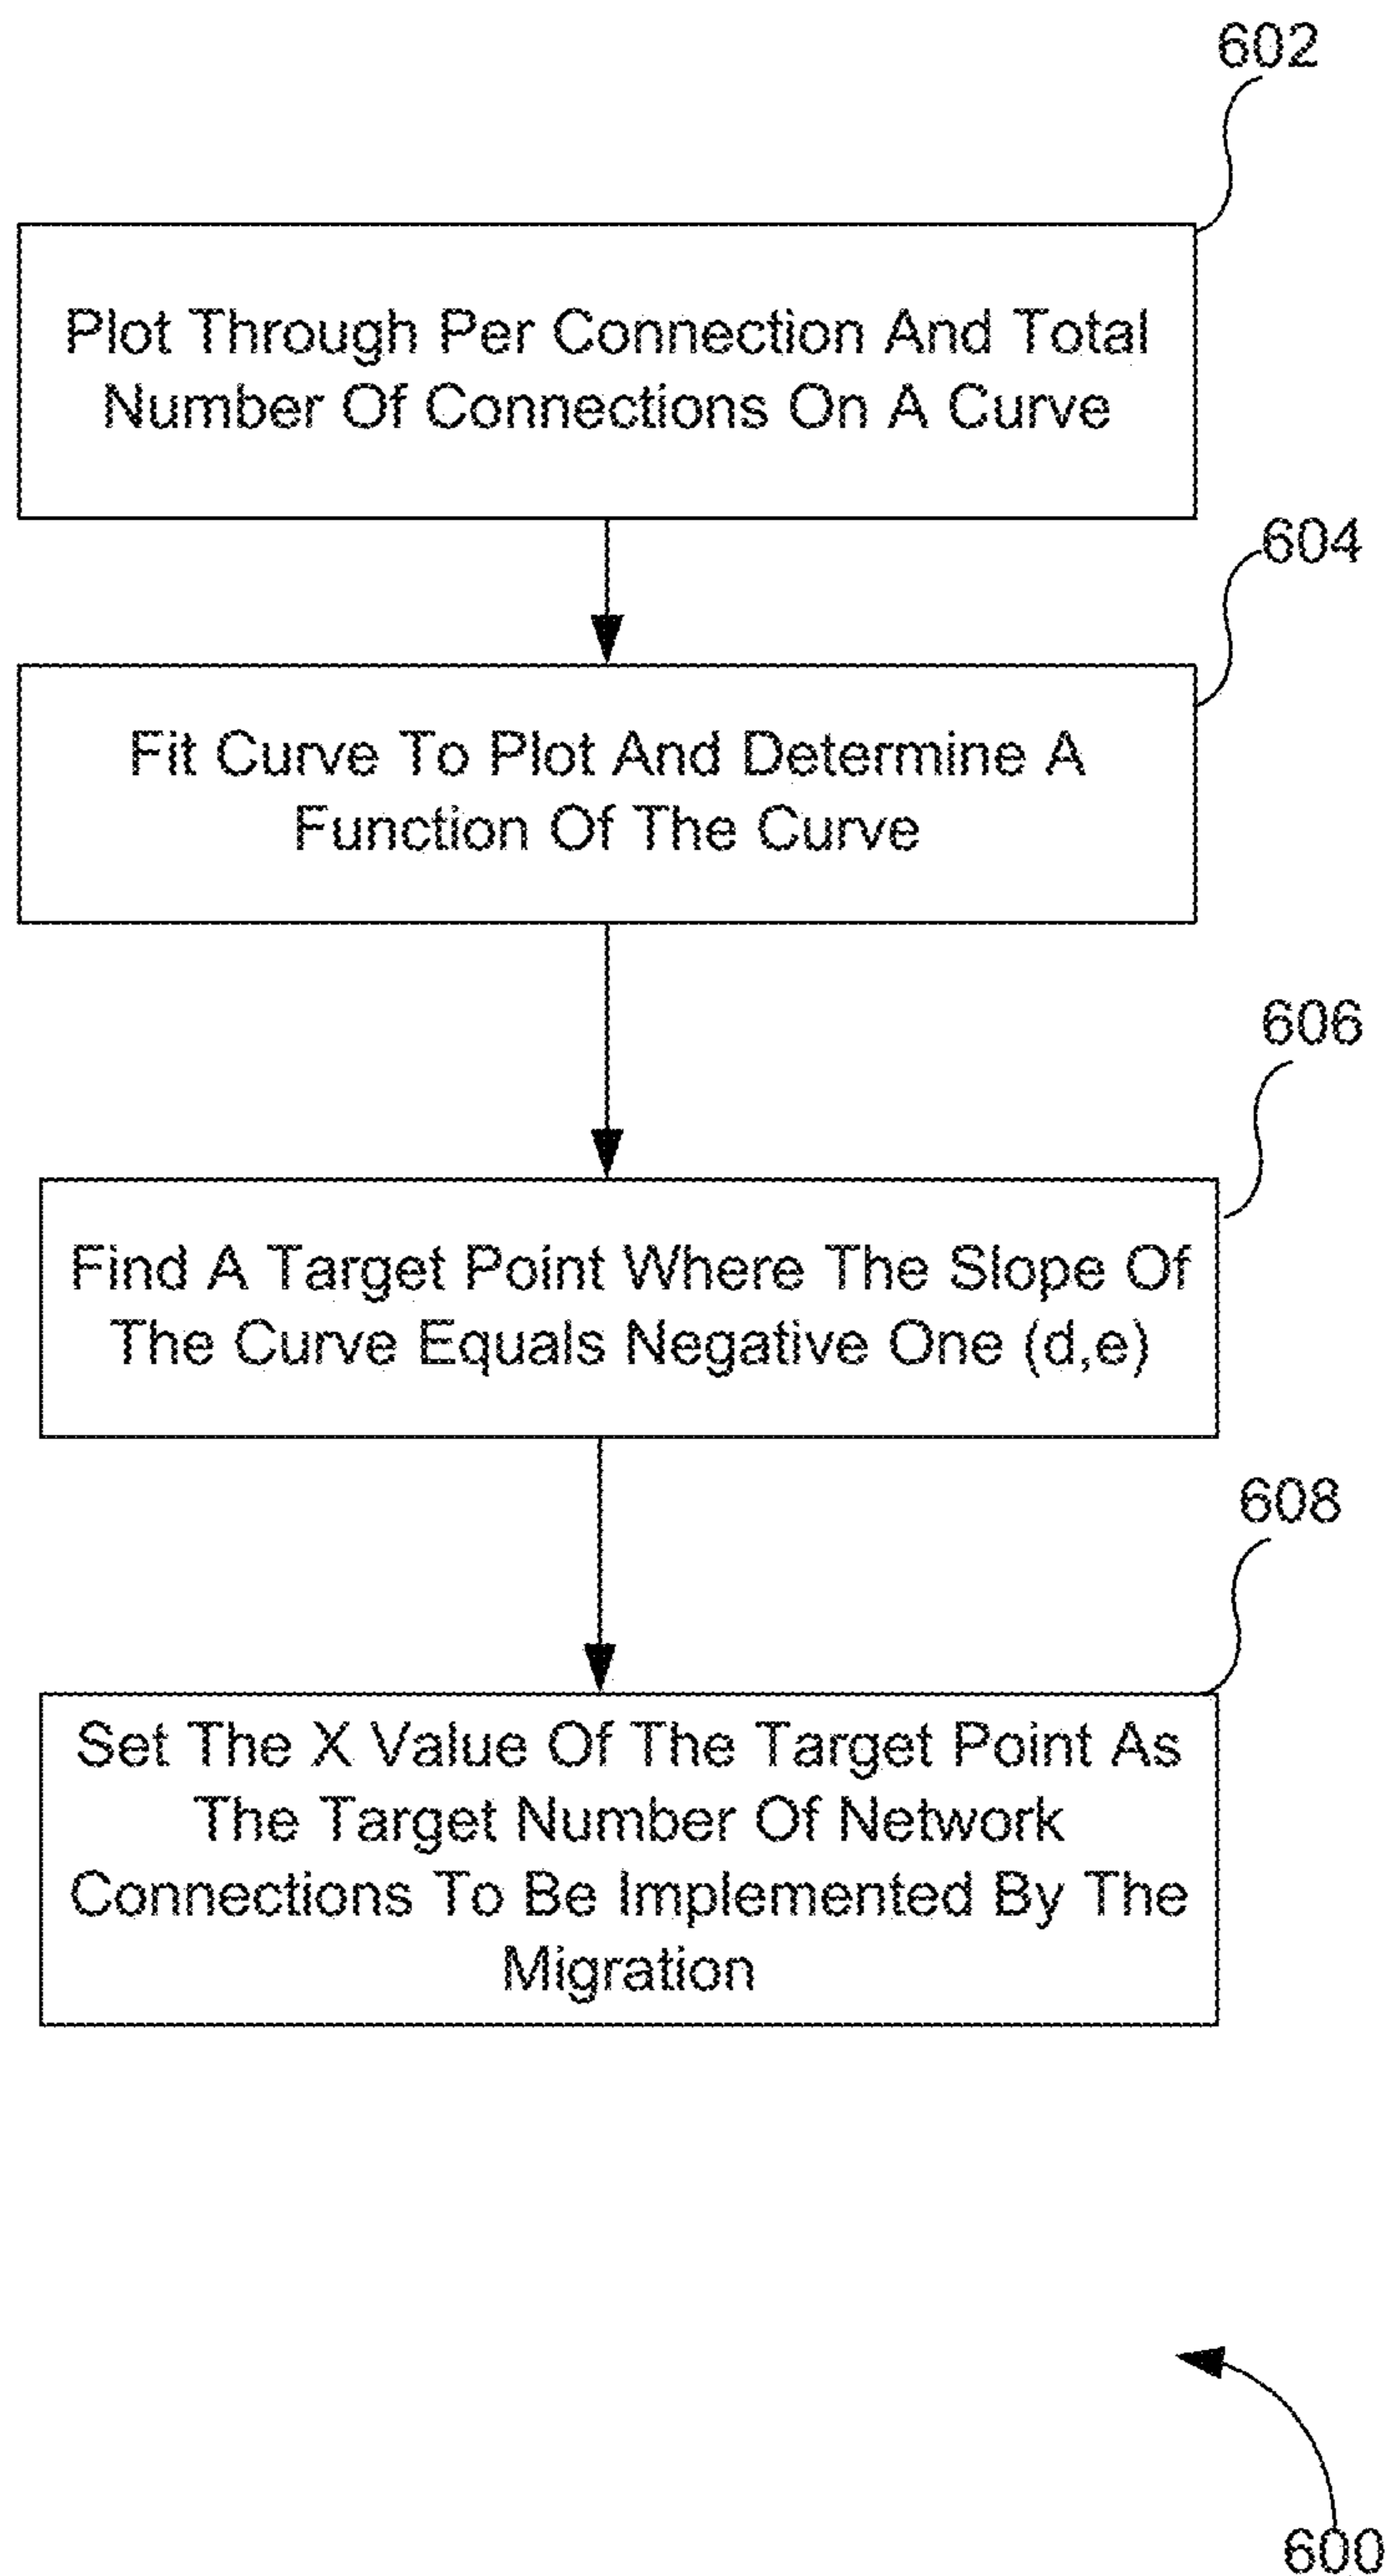 602
Plot Through Per Connection And Total
Number Of Connections On A Curve
604
Fit Curve To Plot And Determine A
Function Of The Curve
606
Find A Target Point Where The Slope Of
The Curve Equals Negative One (d,e)
608
Set The X Value Of The Target Point As
The Target Number Of Network
Connections To Be Implemented By The
Migration
600